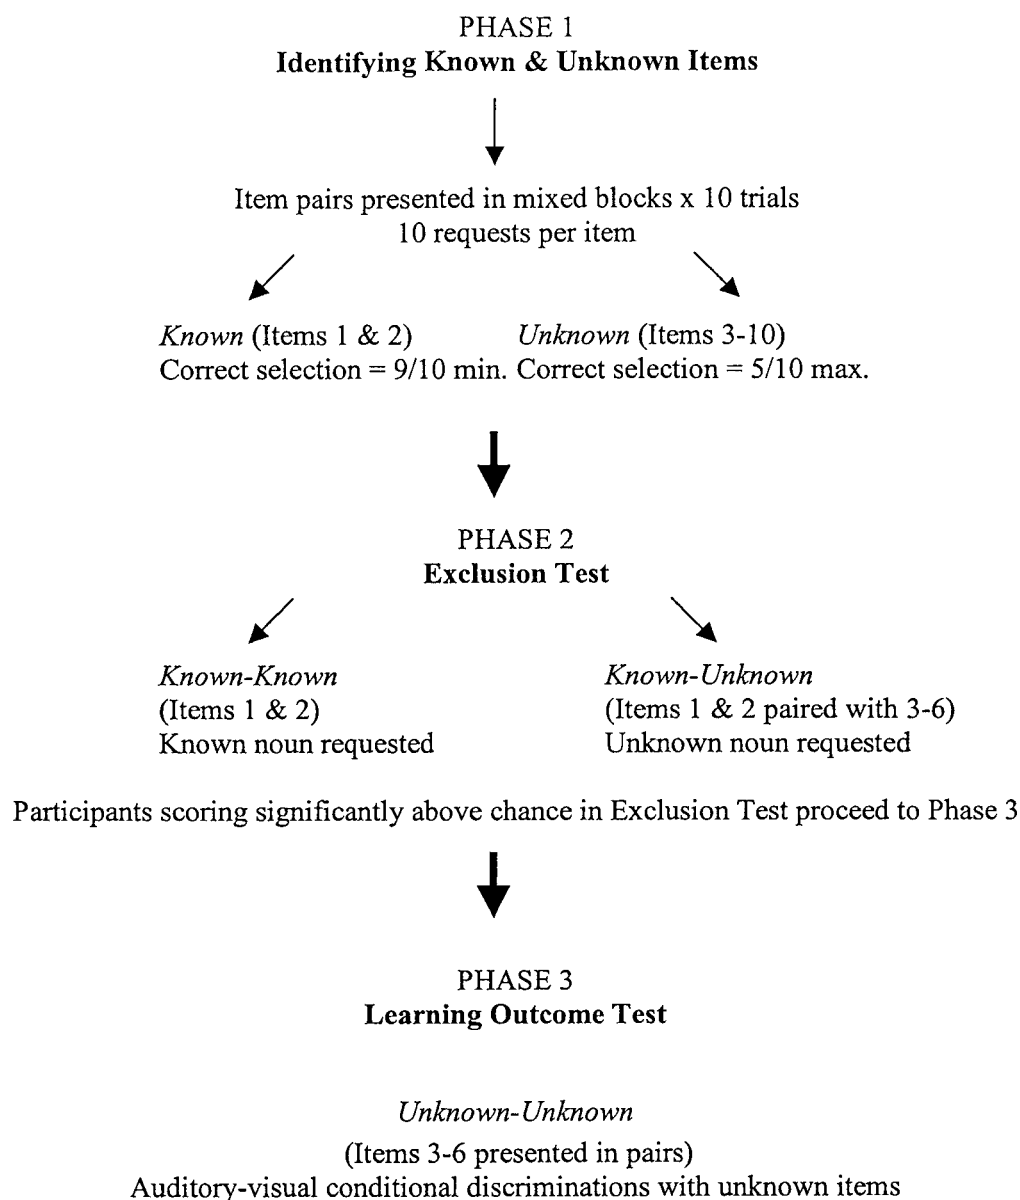 PHASE 1
Identifying Known & Unknown Items
Item pairs presented in mixed blocks x 10 trials
10 requests per item
Known (Items 1 & 2)
Correct selection = 9/10 min.
Unknown (Items 3-10)
Correct selection = 5/10 max.
PHASE 2
Exclusion Test
Known-Known
(Items 1 & 2)
Known noun requested
Known-Unknown
(Items 1 & 2 paired with 3-6)
Unknown noun requested
Participants scoring significantly above chance in Exclusion Test proceed to Phase 3
PHASE 3
Learning Outcome Test
Unknown-Unknown
(Items 3-6 presented in pairs)
Auditory-visual conditional discriminations with unknown items